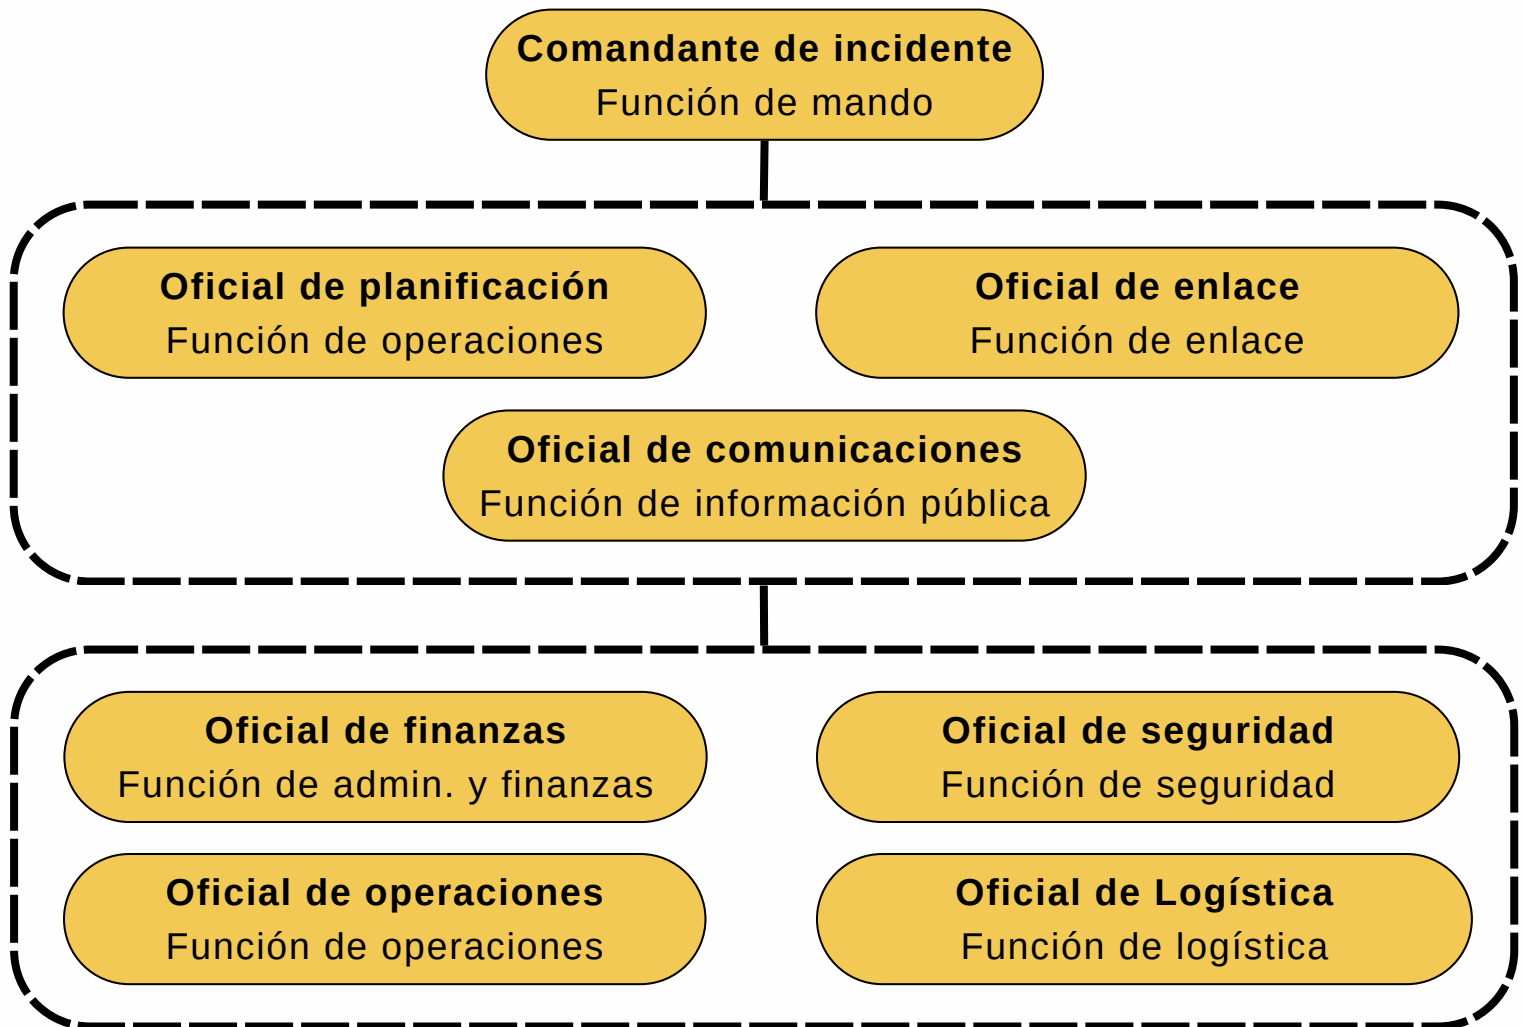 Comandante de incidente
Función de mando
Oficial de planificación
Función de operaciones
Oficial de enlace
Función de enlace
Oficial de comunicaciones
Función de información pública
Oficial de finanzas
Función de admin. y finanzas
Oficial de seguridad
Función de seguridad
Oficial de operaciones
Función de operaciones
Oficial de Logística
Función de logística